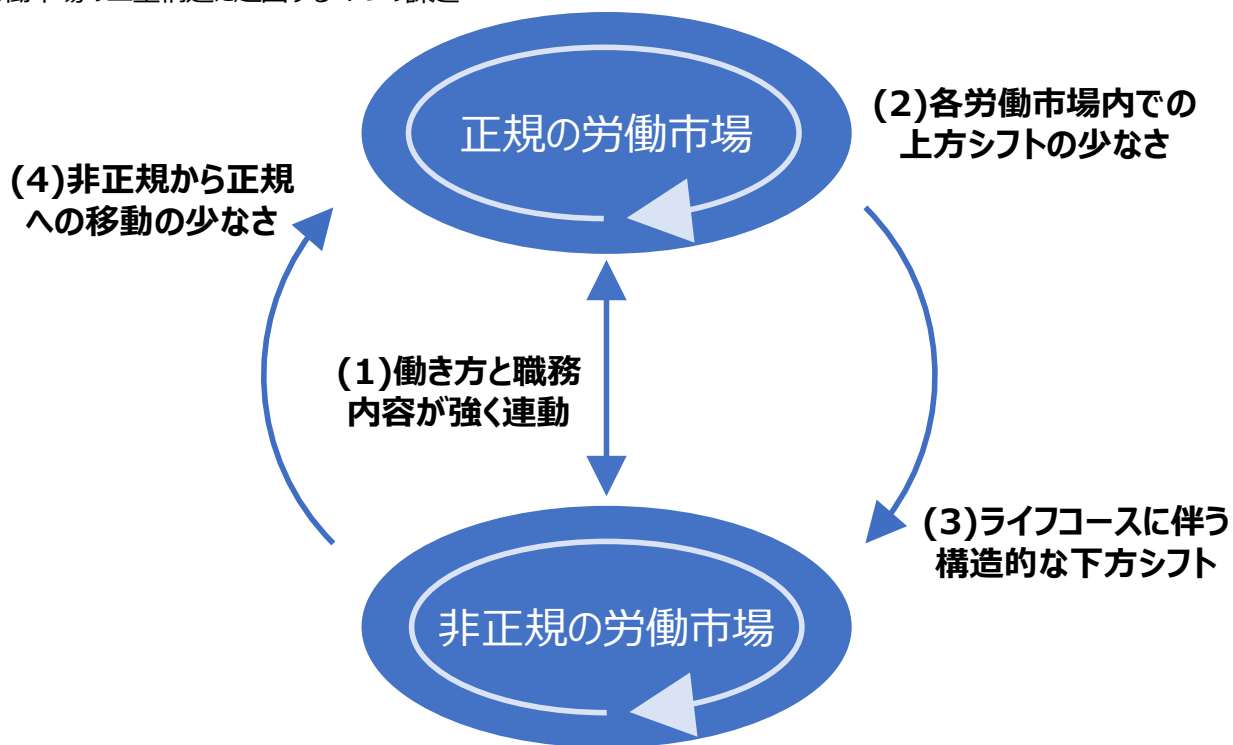 正規の労働市場
(2)各労働市場内での
上方シフトの少なさ
(4)非正規から正規
への移動の少なさ
(1)働き方と職務
内容が強く連動
(3)ライフコースに伴う
構造的な下方シフト
非正規の労働市場